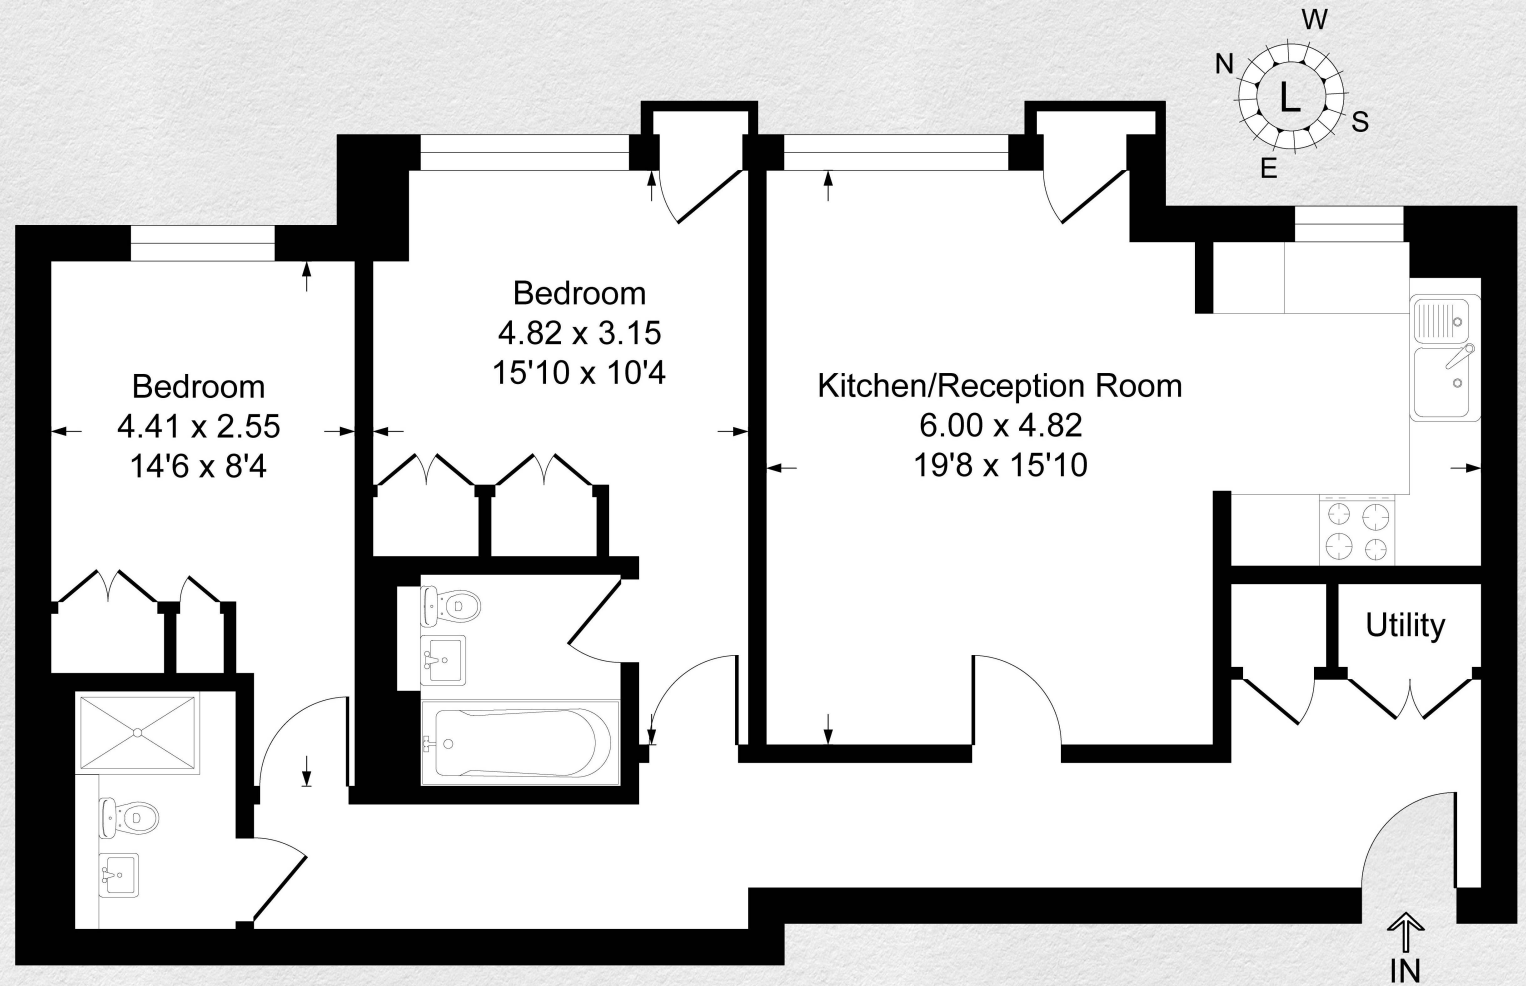 W
N
L
S
E
Bedroom
4.82 x 3.15
15'10 x 10'4
Bedroom
4.41 x 2.55
14'6 x 8'4
Kitchen/Reception Room
6.00 x 4.82
19'8 x 15'10
Utility
IN